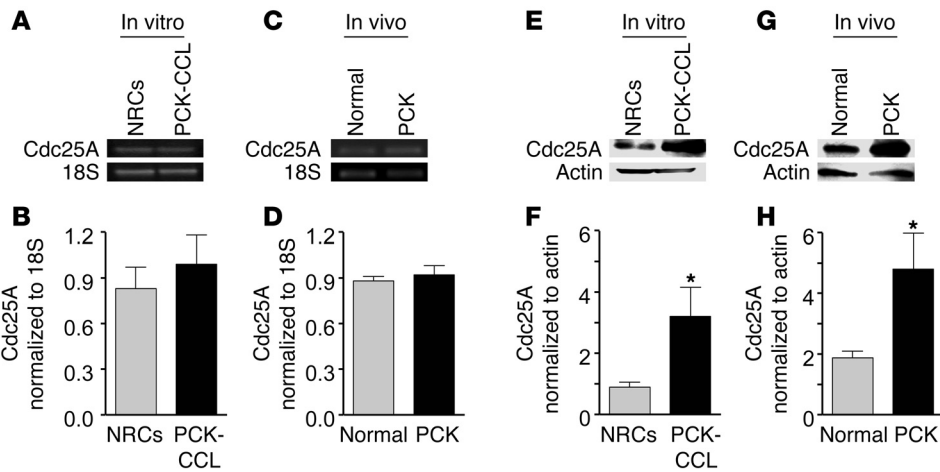 A
In vitro
NRCs
PCK-CCL
Cdc25A
18S
B
Cdc25A
normalized to 18S
1.2
0.9
0.6
0.3
0.0
NRCs PCK-
CCL
C
In vivo
Normal
PCK
Cdc25A
18S
D
Cdc25A
normalized to 18S
1.2
0.9
0.6
0.3
0.0
Normal PCK
E
In vitro
NRCs
PCK-CCL
Cdc25A
Actin
F
Cdc25A
normalized to actin
6
4
2
0
*
NRCs PCK-
CCL
G
In vivo
Normal
PCK
Cdc25A
Actin
H
Cdc25A
normalized to actin
6
4
2
0
*
Normal PCK